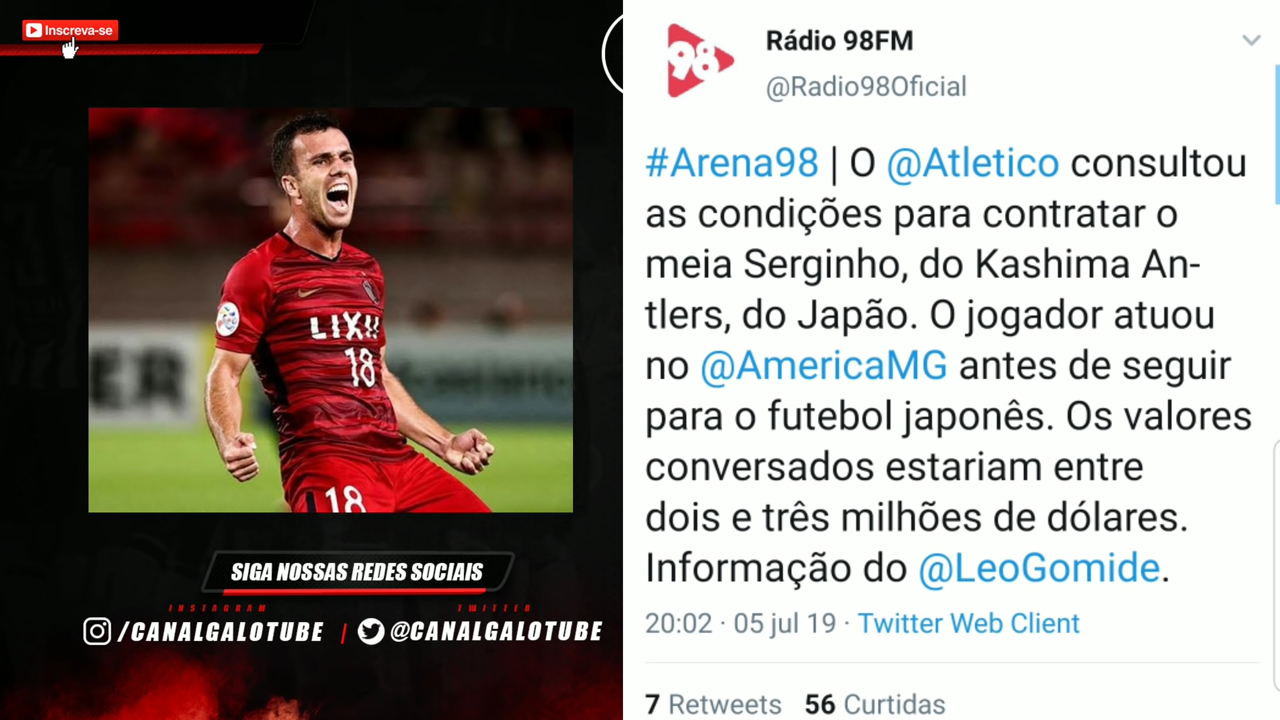 Inscreva-se
ER
LIXI
18
18
SIGA NOSSAS REDES SOCIAIS
INSTAGRAM
TWITTER
/CANALGALOTUBE | @CANALGALOTUBE
98
Rádio 98FM
@Radio98Oficial
#Arena98 | O @Atletico consultou
as condições para contratar o
meia Serginho, do Kashima An-
tlers, do Japão. O jogador atuou
no @AmericaMG antes de seguir
para o futebol japonês. Os valores
conversados estariam entre
dois e três milhões de dólares.
Informação do @LeoGomide.
20:02 · 05 jul 19 · Twitter Web Client
7 Retweets 56 Curtidas